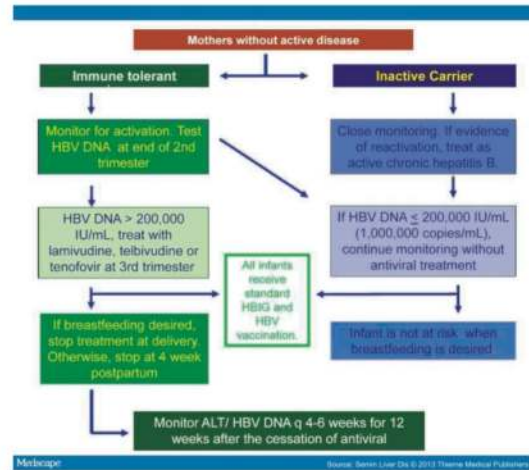 Mothers without active disease
Immune tolerant
Inactive Carrier
Monitor for activation. Test
HBV DNA at end of 2nd
trimester
Close monitoring. If evidence
of reactivation, treat as
active chronic hepatitis B.
HBV DNA > 200,000
IU/mL, treat with
lamivudine, telbivudine or
tenofovir at 3rd trimester
If HBV DNA ≤ 200,000 IU/mL
(1,000,000 copies/mL),
continue monitoring without
antiviral treatment
All infants
receive
standard
HBIG and
HBV
vaccination.
If breastfeeding desired,
stop treatment at delivery.
Otherwise, stop at 4 week
postpartum
Infant is not at risk when
breastfeeding is desired
Monitor ALT/ HBV DNA q 4-6 weeks for 12
weeks after the cessation of antiviral
Medscape
Source: Semin Liver Dis © 2013 Thieme Medical Publishers